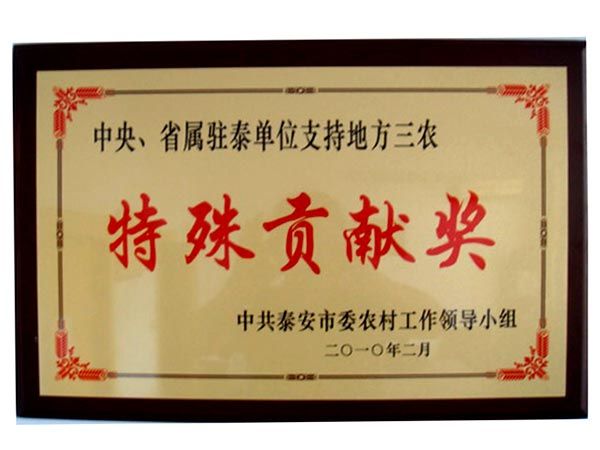 中央、省属驻泰单位支持地方三农
特殊贡献奖
中共泰安市委农村工作领导小组
二〇一〇年二月